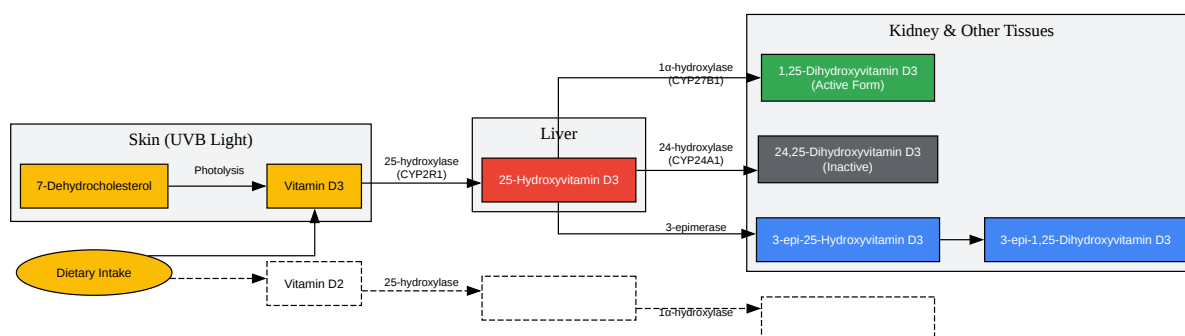 Kidney & Other Tissues
1α-hydroxylase
(CYP27B1)
1,25-Dihydroxyvitamin D3
(Active Form)
Skin (UVB Light)
Liver
7-Dehydrocholesterol
Photolysis
Vitamin D3
25-hydroxylase
(CYP2R1)
25-Hydroxyvitamin D3
24-hydroxylase
(CYP24A1)
24,25-Dihydroxyvitamin D3
(Inactive)
3-epimerase
3-epi-25-Hydroxyvitamin D3
3-epi-1,25-Dihydroxyvitamin D3
Dietary Intake
Vitamin D2
25-hydroxylase
1α-hydroxylase